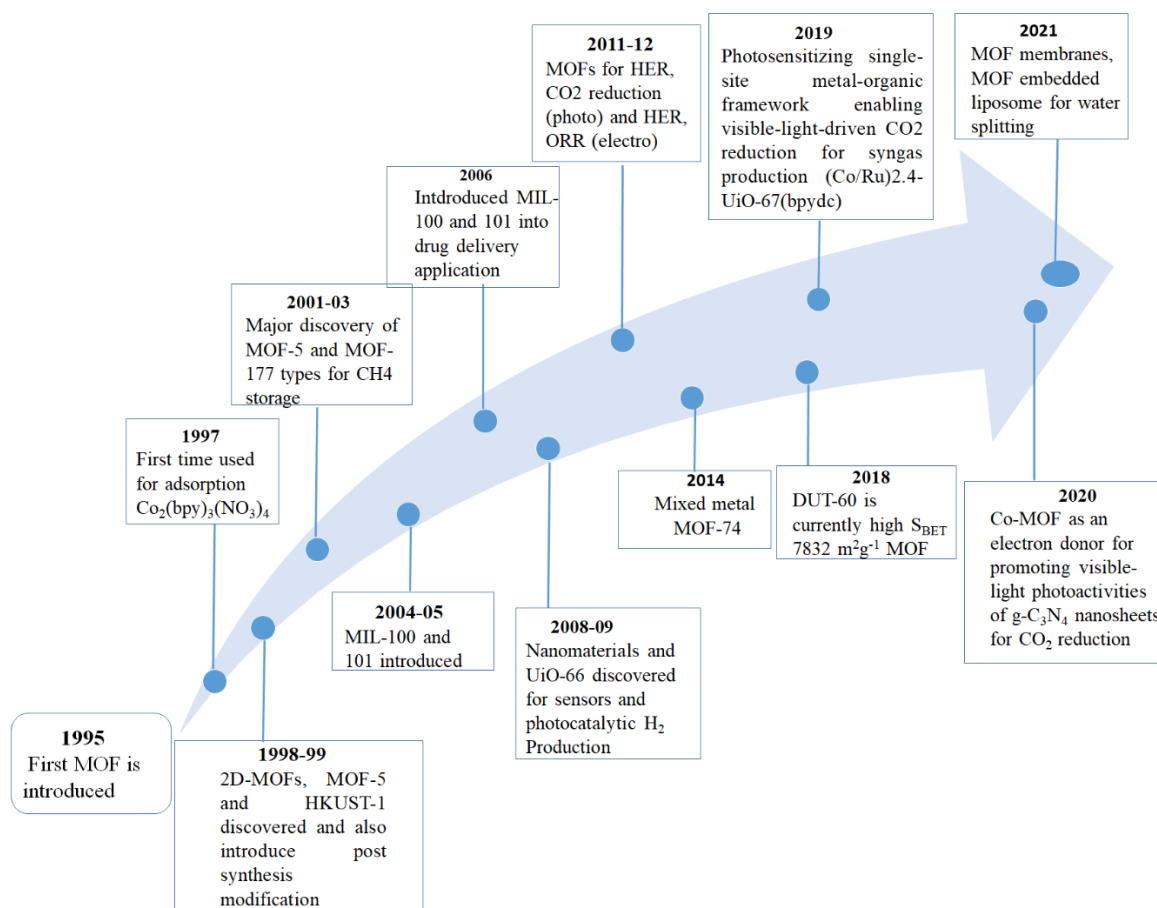 1995
First MOF is
introduced
1997
First time used
for adsorption
Co₂(bpy)₃(NO₃)₄
1998-99
2D-MOFs, MOF-5
and HKUST-1
discovered and also
introduce post
synthesis
modification
2001-03
Major discovery of
MOF-5 and MOF-
177 types for CH4
storage
2004-05
MIL-100 and
101 introduced
2006
Intdroduced MIL-
100 and 101 into
drug delivery
application
2008-09
Nanomaterials and
UiO-66 discovered
for sensors and
photocatalytic H₂
Production
2011-12
MOFs for HER,
CO2 reduction
(photo) and HER,
ORR (electro)
2014
Mixed metal
MOF-74
2018
DUT-60 is
currently high S_BET
7832 m²g⁻¹ MOF
2019
Photosensitizing single-
site metal-organic
framework enabling
visible-light-driven CO2
reduction for syngas
production (Co/Ru)2.4-
UiO-67(bpydc)
2020
Co-MOF as an
electron donor for
promoting visible-
light photoactivities
of g-C₃N₄ nanosheets
for CO₂ reduction
2021
MOF membranes,
MOF embedded
liposome for water
splitting